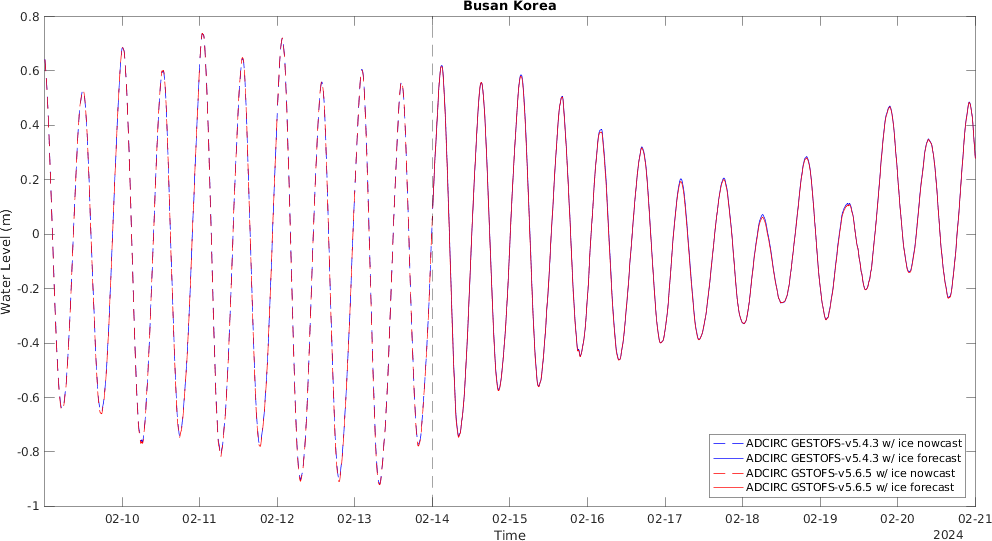 Busan Korea
Water Level (m)
0.8
0.6
0.4
0.2
0
-0.2
-0.4
-0.6
-0.8
-1
ADCIRC GESTOFS-v5.4.3 w/ ice nowcast
ADCIRC GESTOFS-v5.4.3 w/ ice forecast
ADCIRC GSTOFS-v5.6.5 w/ ice nowcast
ADCIRC GSTOFS-v5.6.5 w/ ice forecast
02-10 02-11 02-12 02-13 02-14 02-15 02-16 02-17 02-18 02-19 02-20 02-21
Time
2024